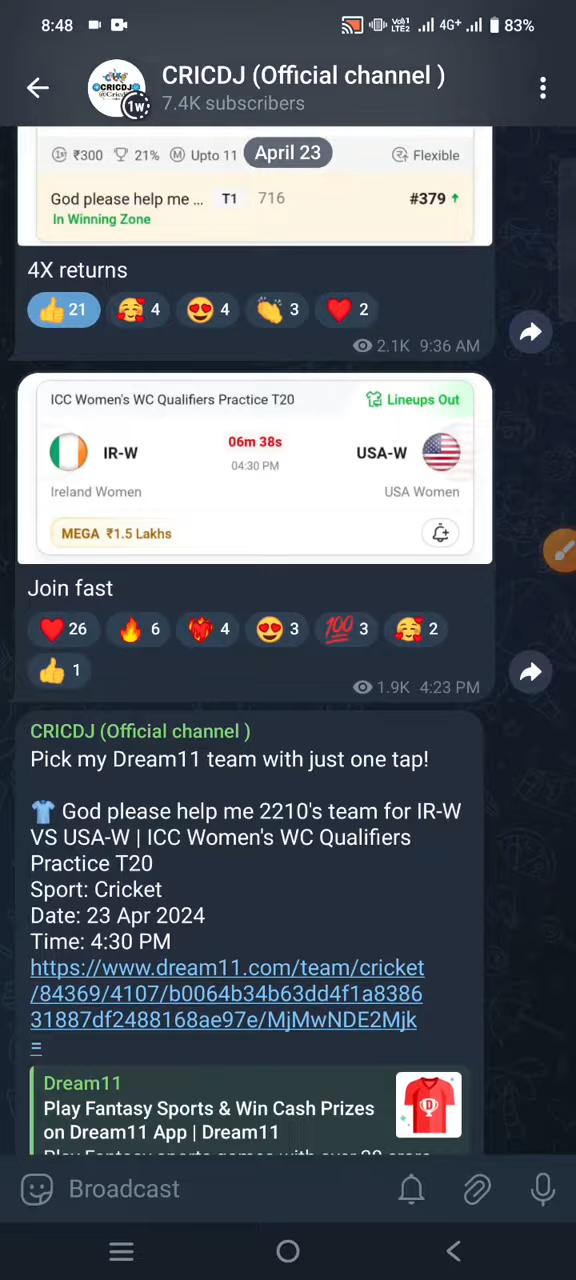 8:48
Vo1)
LTE2
4G+
83%
CRICDJ (Official channel )
CRICDJ
1W
7.4K subscribers
1st ₹300 21% M Upto 11 April 23 Flexible
God please help me ... T1 716 #379 ↑
In Winning Zone
4X returns
👍 21 🥰 4 😍 4 👏 3 ❤️ 2
2.1K 9:36 AM
ICC Women's WC Qualifiers Practice T20 Lineups Out
IR-W 06m 38s USA-W
04:30 PM
Ireland Women USA Women
MEGA ₹1.5 Lakhs
Join fast
❤️ 26 🔥 6 ❤️‍🔥 4 😍 3 💯 3 🥰 2
👍 1
1.9K 4:23 PM
CRICDJ (Official channel )
Pick my Dream11 team with just one tap!
👕 God please help me 2210's team for IR-W
VS USA-W | ICC Women's WC Qualifiers
Practice T20
Sport: Cricket
Date: 23 Apr 2024
Time: 4:30 PM
https://www.dream11.com/team/cricket
/84369/4107/b0064b34b63dd4f1a8386
31887df2488168ae97e/MjMwNDE2Mjk
=
Dream11
Play Fantasy Sports & Win Cash Prizes
on Dream11 App | Dream11
D
Broadcast